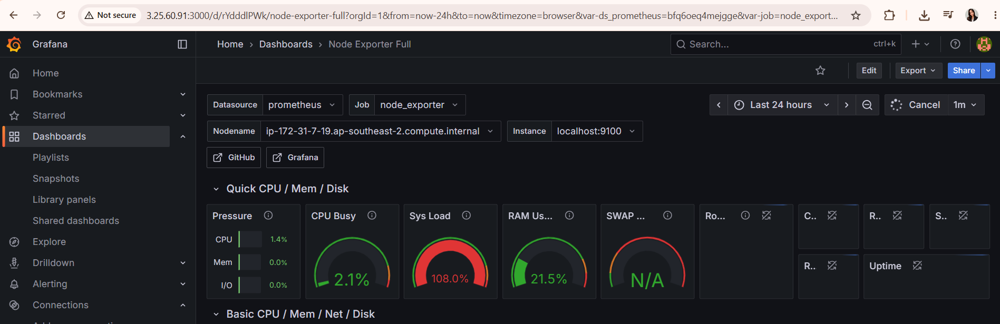 Not secure
3.25.60.91:3000/d/rYdddlPWk/node-exporter-full?orgId=1&from=now-24h&to=now&timezone=browser&var-ds_prometheus=bfq6oeq4mejgge&var-job=node_export...
Grafana
Home › Dashboards › Node Exporter Full
Search... ctrl+k
Home
Bookmarks
Starred
Dashboards
Playlists
Snapshots
Library panels
Shared dashboards
Explore
Drilldown
Alerting
Connections
Edit Export Share
Datasource prometheus Job node_exporter
Last 24 hours Cancel 1m
Nodename ip-172-31-7-19.ap-southeast-2.compute.internal Instance localhost:9100
GitHub Grafana
Quick CPU / Mem / Disk
Pressure
CPU 1.4%
Mem 0.0%
I/O 0.0%
CPU Busy
2.1%
Sys Load
108.0%
RAM Us...
21.5%
SWAP ...
N/A
Ro...
C..
R..
S..
R..
Uptime
Basic CPU / Mem / Net / Disk